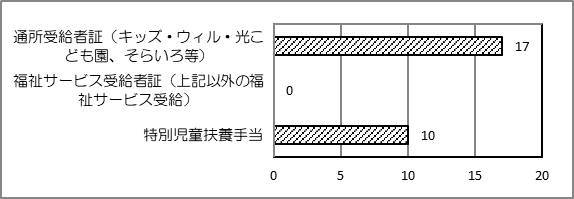 通所受給者証（キッズ・ウィル・光こ
ども園、そらいろ等）
17
福祉サービス受給者証（上記以外の福
祉サービス受給）
0
特別児童扶養手当
10
0 5 10 15 20